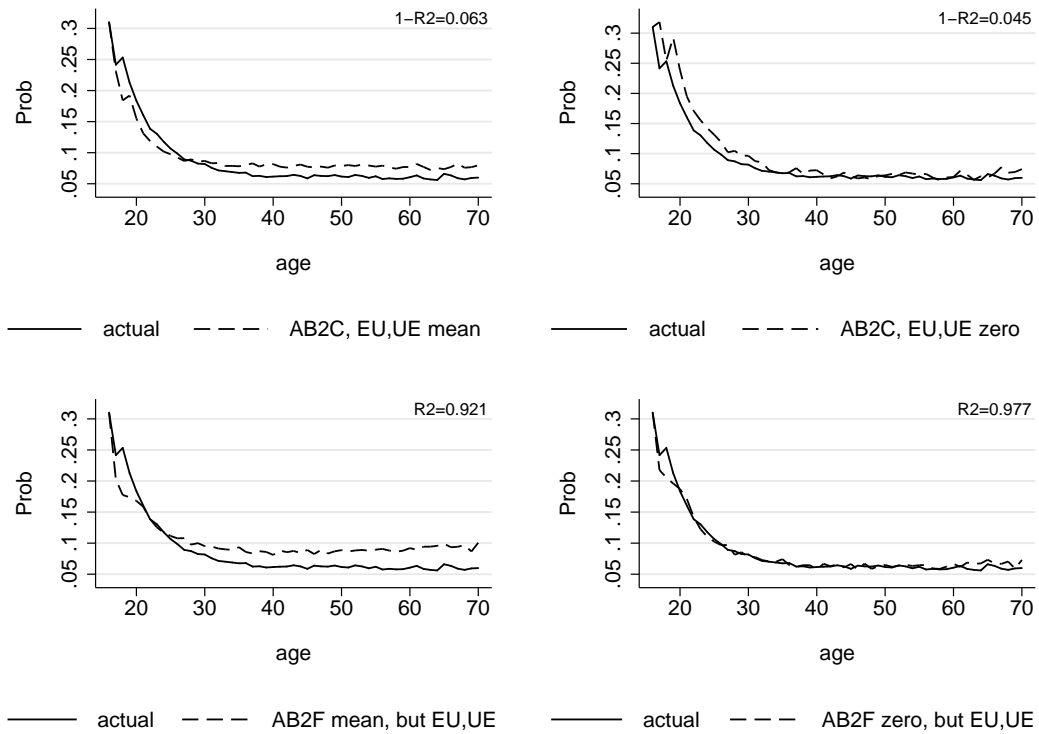 1−R2=0.063
Prob
.05 .1 .15 .2 .25 .3
20 30 40 50 60 70
age
actual AB2C, EU,UE mean
1−R2=0.045
Prob
.05 .1 .15 .2 .25 .3
20 30 40 50 60 70
age
actual AB2C, EU,UE zero
R2=0.921
Prob
.05 .1 .15 .2 .25 .3
20 30 40 50 60 70
age
actual AB2F mean, but EU,UE
R2=0.977
Prob
.05 .1 .15 .2 .25 .3
20 30 40 50 60 70
age
actual AB2F zero, but EU,UE